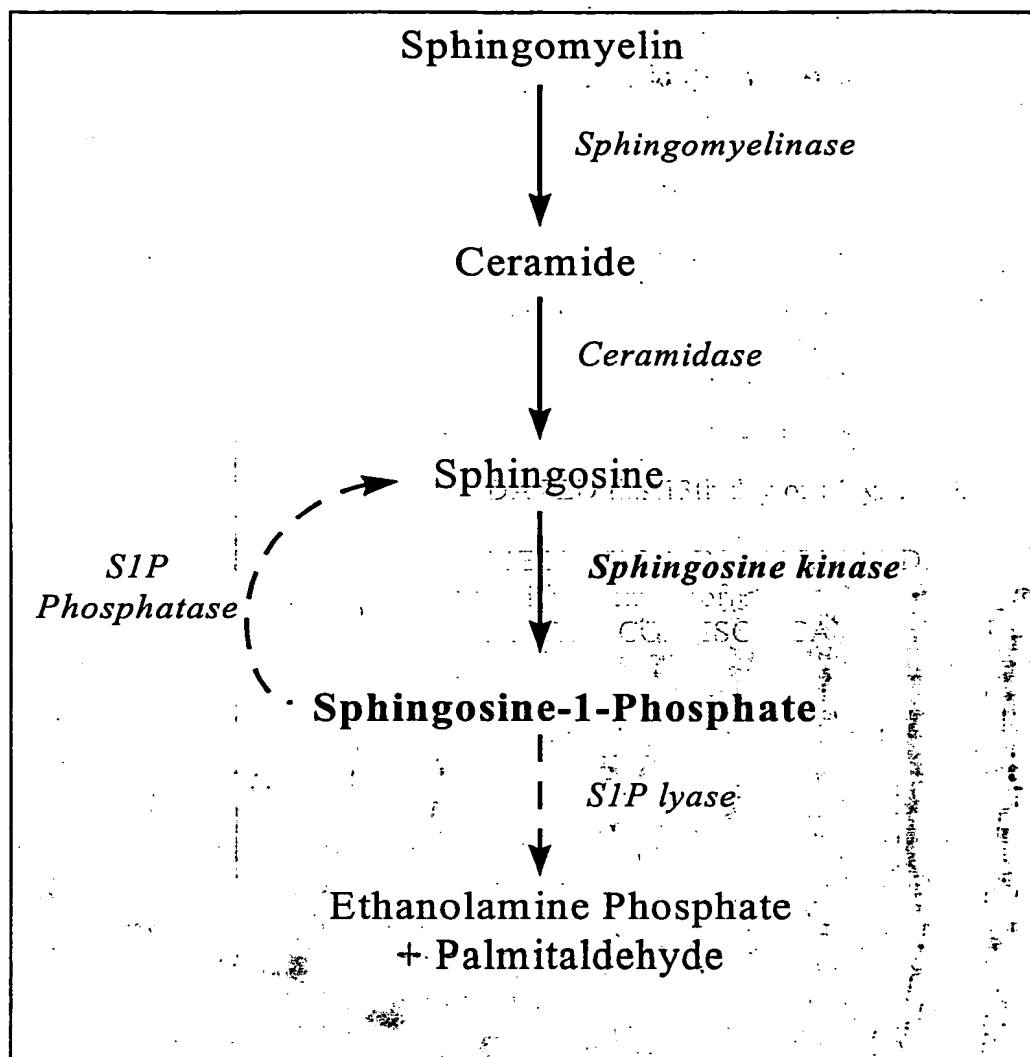 Sphingomyelin
Sphingomyelinase
Ceramide
Ceramidase
Sphingosine
S1P
Phosphatase
Sphingosine kinase
Sphingosine-1-Phosphate
S1P lyase
Ethanolamine Phosphate
+ Palmitaldehyde